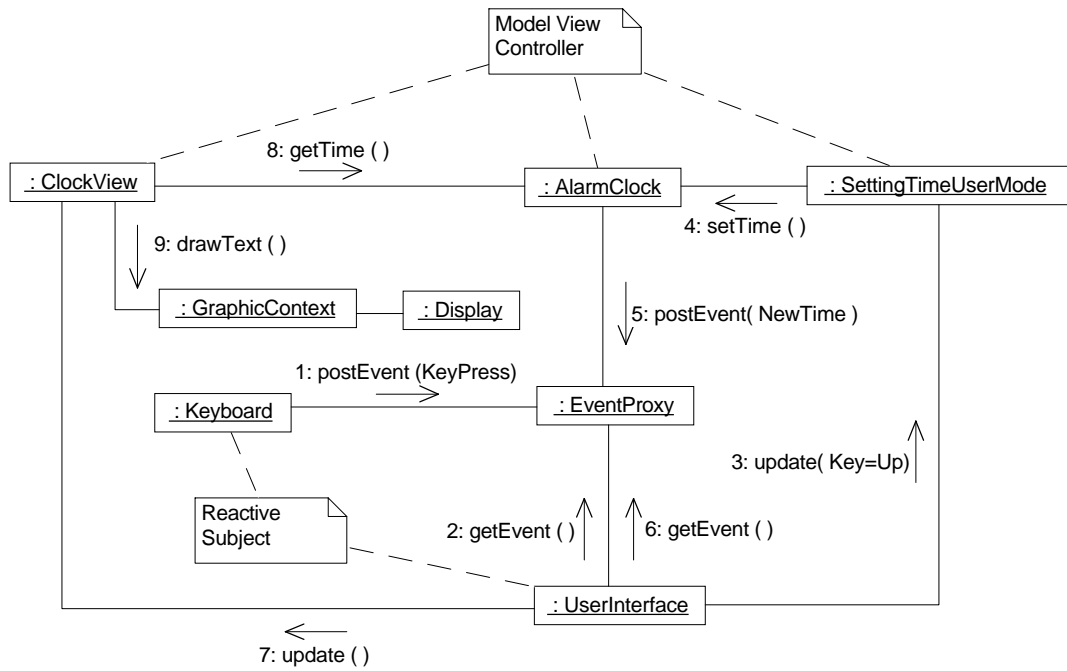 Model View
Controller
8: getTime ( )
: ClockView
: AlarmClock
: SettingTimeUserMode
4: setTime ( )
9: drawText ( )
: GraphicContext
: Display
5: postEvent( NewTime )
1: postEvent (KeyPress)
: Keyboard
: EventProxy
3: update( Key=Up)
Reactive
Subject
2: getEvent ( )
6: getEvent ( )
: UserInterface
7: update ( )